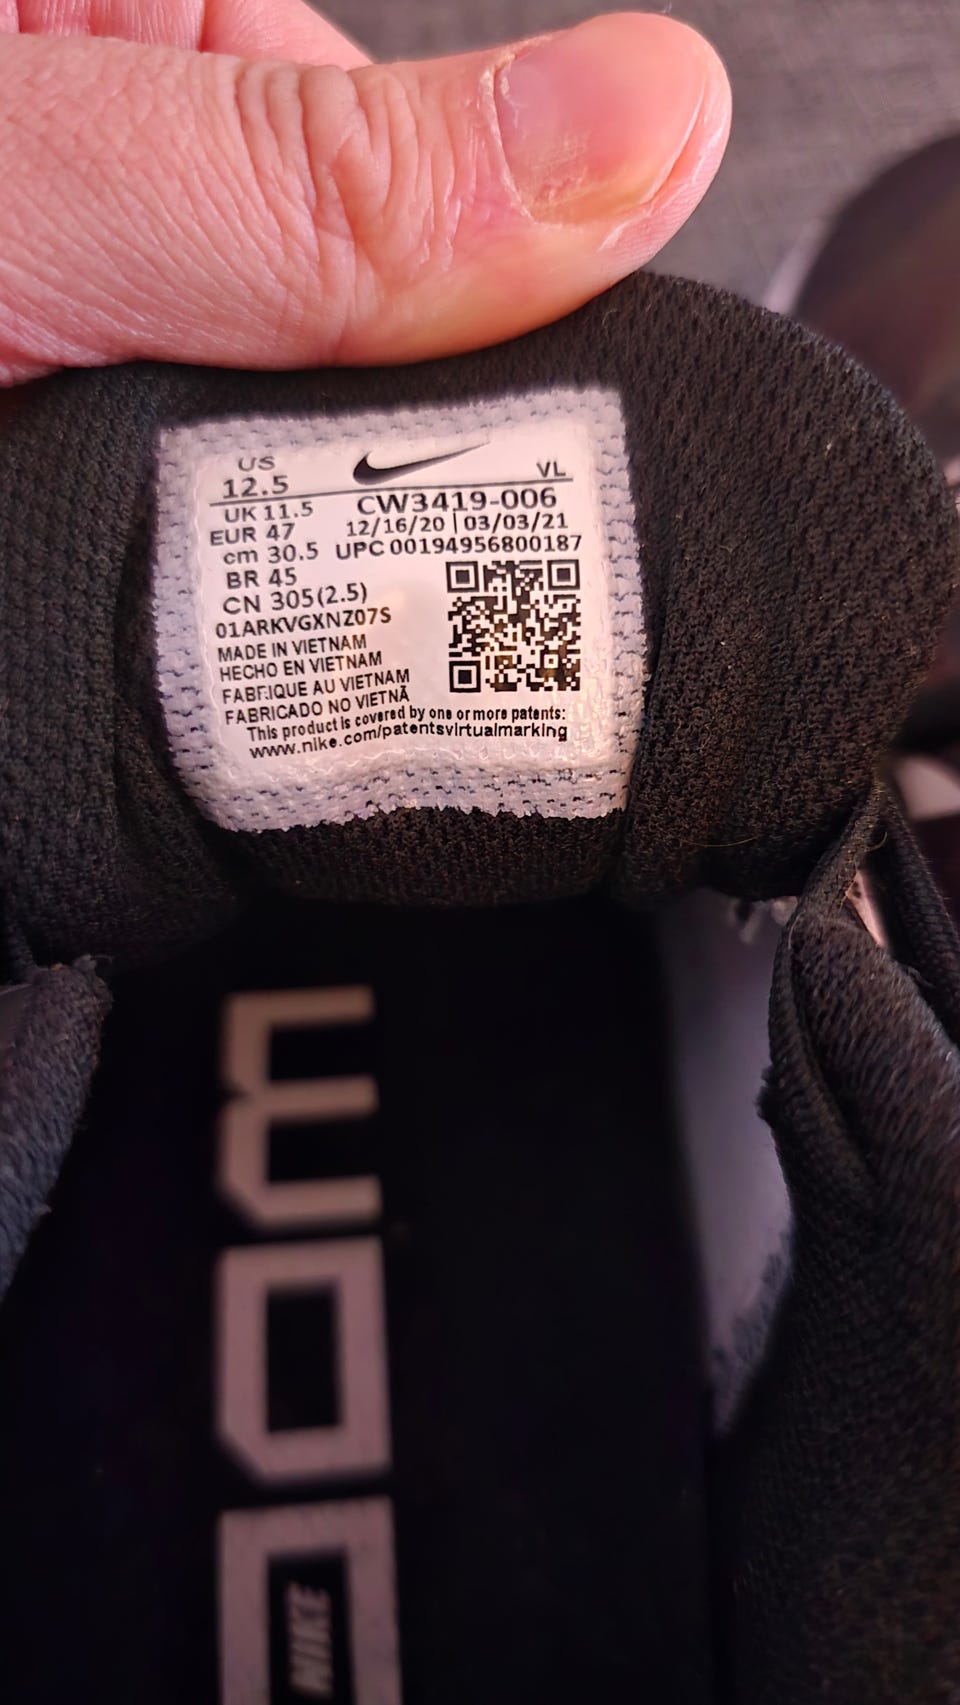 US
12.5
VL
UK 11.5
CW3419-006
EUR 47
12/16/20 | 03/03/21
cm 30.5
UPC 00194956800187
BR 45
CN 305(2.5)
01ARKVGXNZ07S
MADE IN VIETNAM
HECHO EN VIETNAM
FABRIQUE AU VIETNAM
FABRICADO NO VIETNÃ
This product is covered by one or more patents:
www.nike.com/patentsvirtualmarking
NIKE